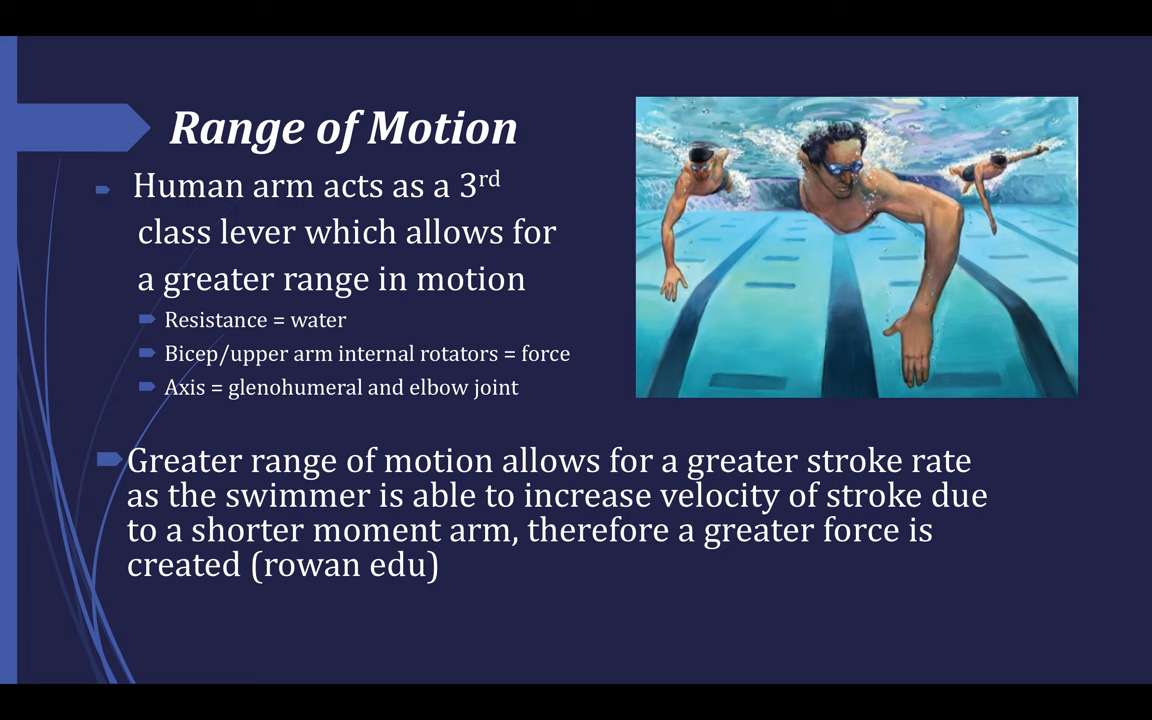 Range of Motion
Human arm acts as a 3rd
class lever which allows for
a greater range in motion
Resistance = water
Bicep/upper arm internal rotators = force
Axis = glenohumeral and elbow joint
Greater range of motion allows for a greater stroke rate
as the swimmer is able to increase velocity of stroke due
to a shorter moment arm, therefore a greater force is
created (rowan edu)